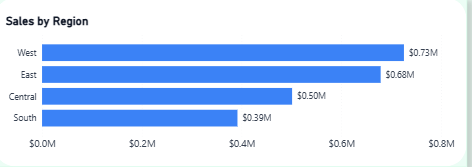 Sales by Region
West $0.73M
East $0.68M
Central $0.50M
South $0.39M
$0.0M $0.2M $0.4M $0.6M $0.8M